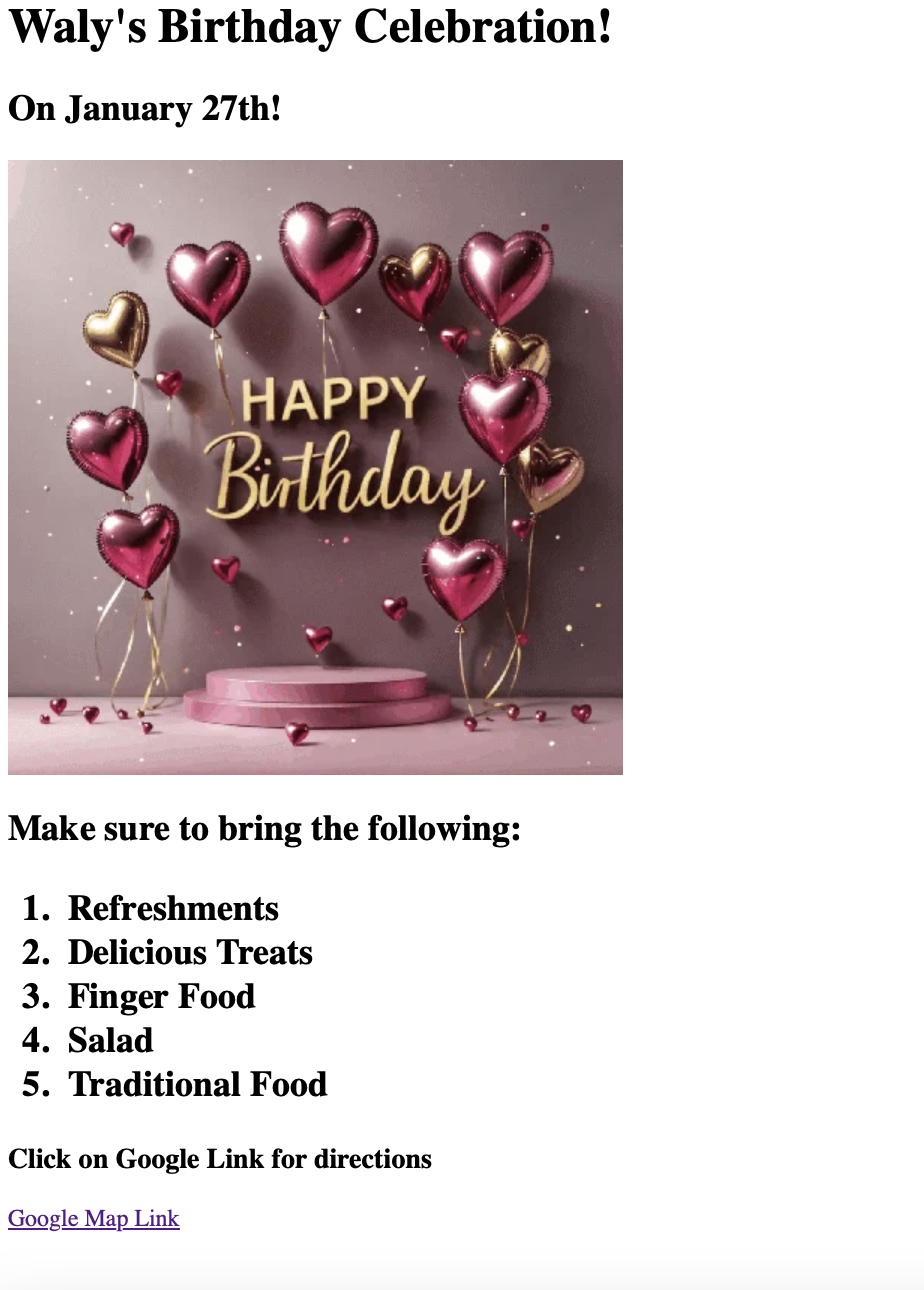 Waly's Birthday Celebration!
On January 27th!
HAPPY
Birthday
Make sure to bring the following:
1. Refreshments
2. Delicious Treats
3. Finger Food
4. Salad
5. Traditional Food
Click on Google Link for directions
Google Map Link